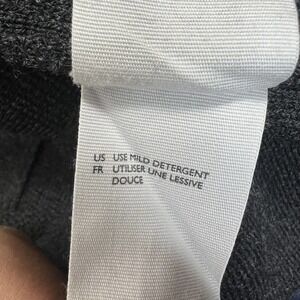 US USE MILD DETERGENT
FR UTILISER UNE LESSIVE
DOUCE